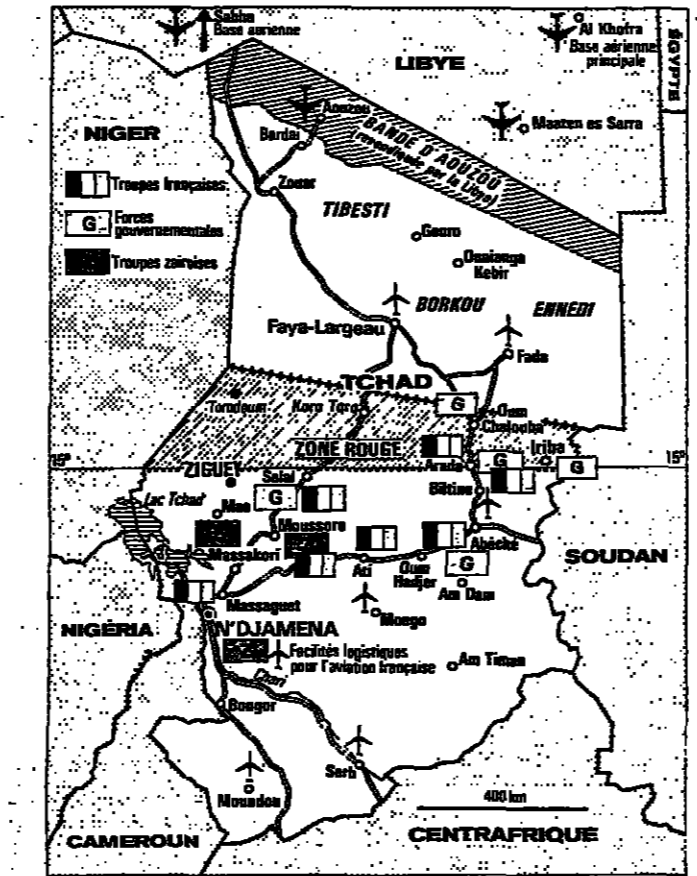 Sabha
Base aérienne
Al Khofra
Base aérienne
principale
ÉGYPTE
LIBYE
Aouzou
Maaten es Sarra
NIGER
Bardai
BANDE D'AOUZOU
(revendiquée par la Libye)
Troupes françaises
Zouar
TIBESTI
G
Forces
gouvernementales
Gouro
Ounianga
Kebir
Troupes zaïroises
BORKOU
ENNEDI
Faya-Largeau
Fada
TCHAD
G
Oum
Chalouba
Toro
ZONE ROUGE
Iriba
15°
Arada
G
G
15°
ZIGUEY
Salal
Biltine
Lac Tchad
Mao
G
Moussoro
Massakori
Abéché
SOUDAN
Ati
Oum
Hadjer
G
Am Dam
Massaguet
Mongo
NIGÉRIA
N'DJAMENA
Facilités logistiques
pour l'aviation française
Am Timan
Chari
Bongor
Sarh
Moundou
400 km
CAMEROUN
CENTRAFRIQUE